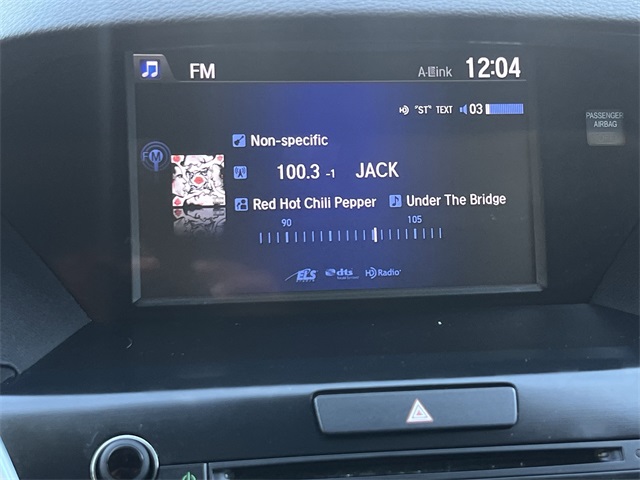 FM A-Link 12:04
"ST" TEXT 03
PASSENGER
AIRBAG
Non-specific
FM
100.3 -1 JACK
Red Hot Chili Pepper Under The Bridge
90 105
ELS dts HD Radio